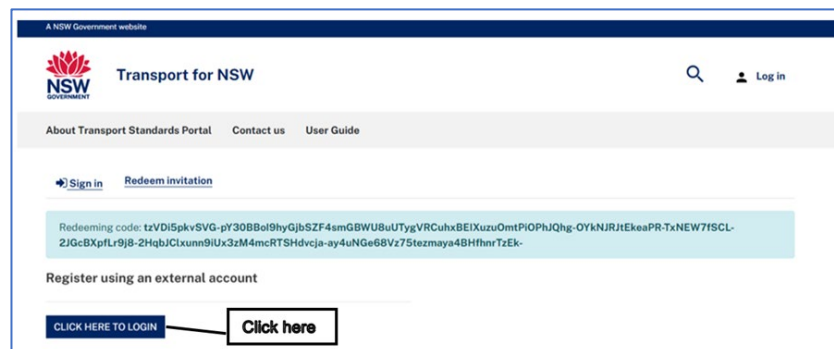 A NSW Government website
NSW
GOVERNMENT
Transport for NSW
Log in
About Transport Standards Portal Contact us User Guide
Sign in Redeem invitation
Redeeming code: tzVDi5pkvSVG-pY30BBoI9hyGjbSZF4smGBWU8uUTygVRCuhxBEIXuzuOmtPiOPhJQhg-OYkNJRJtEkeaPR-TxNEW7fSCL-
2JGcBXpfLr9j8-2HqbJClxunn9iUx3zM4mcRTSHdvcja-ay4uNGe68Vz75tezmaya4BHfhnrTzEk-
Register using an external account
CLICK HERE TO LOGIN Click here